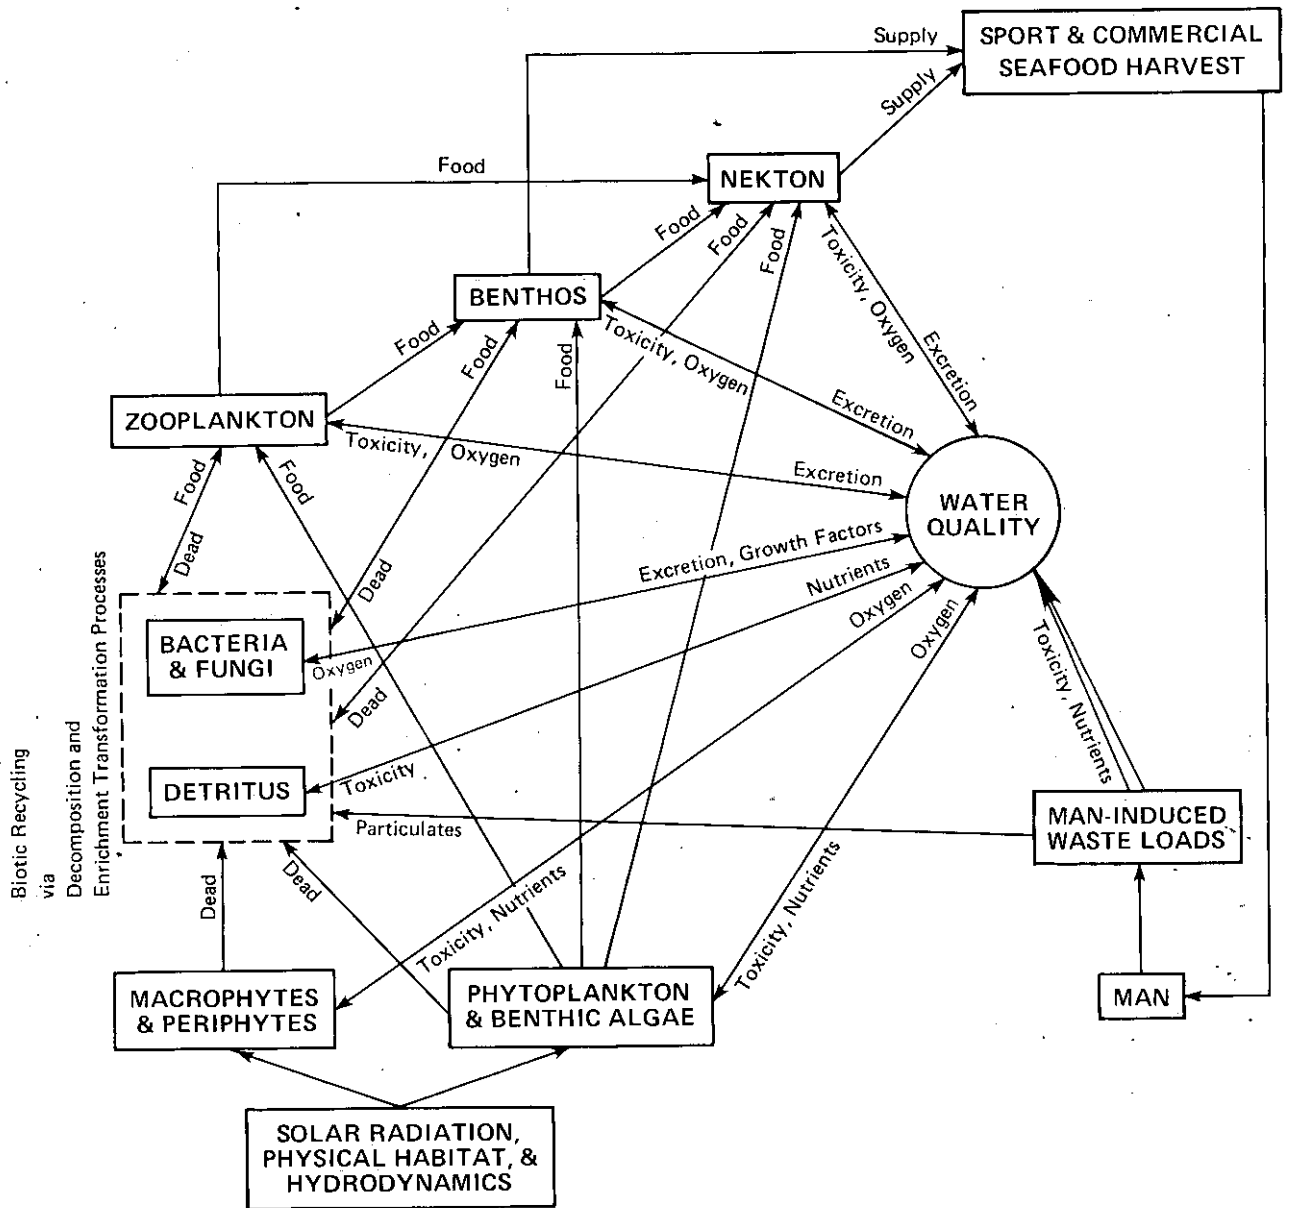 Supply
SPORT & COMMERCIAL
SEAFOOD HARVEST
Supply
Food
NEKTON
Food
Food
Food
Toxicity, Oxygen
Excretion
BENTHOS
Food
Food
Food
Toxicity, Oxygen
Excretion
ZOOPLANKTON
Toxicity, Oxygen
Excretion
Food
Dead
Food
WATER
QUALITY
Excretion, Growth Factors
Nutrients
Oxygen
Oxygen
Dead
BACTERIA
& FUNGI
Oxygen
Dead
Toxicity, Nutrients
DETRITUS
Toxicity
Particulates
MAN-INDUCED
WASTE LOADS
Biotic Recycling
via
Decomposition and
Enrichment Transformation Processes
Dead
Dead
Toxicity, Nutrients
Toxicity, Nutrients
MACROPHYTES
& PERIPHYTES
PHYTOPLANKTON
& BENTHIC ALGAE
MAN
SOLAR RADIATION,
PHYSICAL HABITAT, &
HYDRODYNAMICS